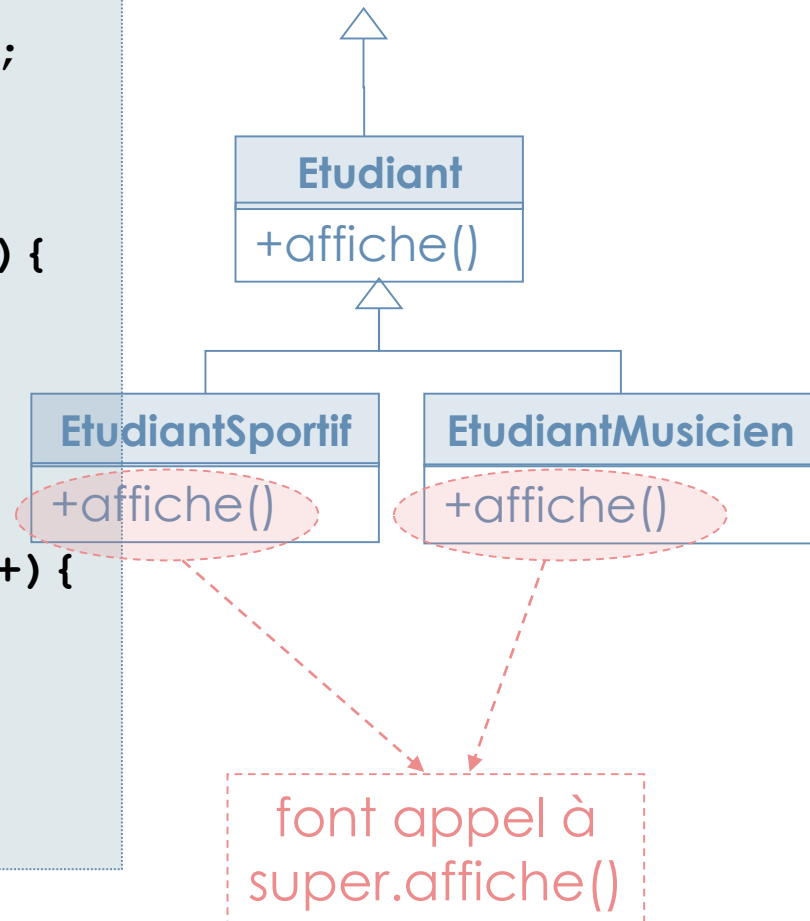 ;
Etudiant
+affiche()
) {
EtudiantSportif
+affiche()
EtudiantMusicien
+affiche()
+) {
font appel à
super.affiche()